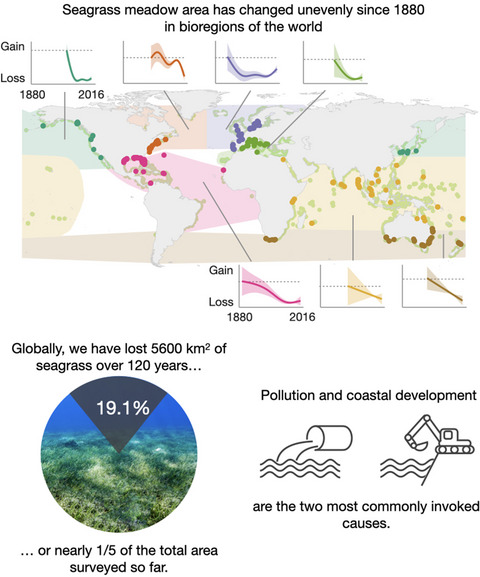 Seagrass meadow area has changed unevenly since 1880
in bioregions of the world
Gain
Loss
1880 2016
Gain
Loss
1880 2016
Globally, we have lost 5600 km² of
seagrass over 120 years…
19.1%
Pollution and coastal development
are the two most commonly invoked
causes.
… or nearly 1/5 of the total area
surveyed so far.